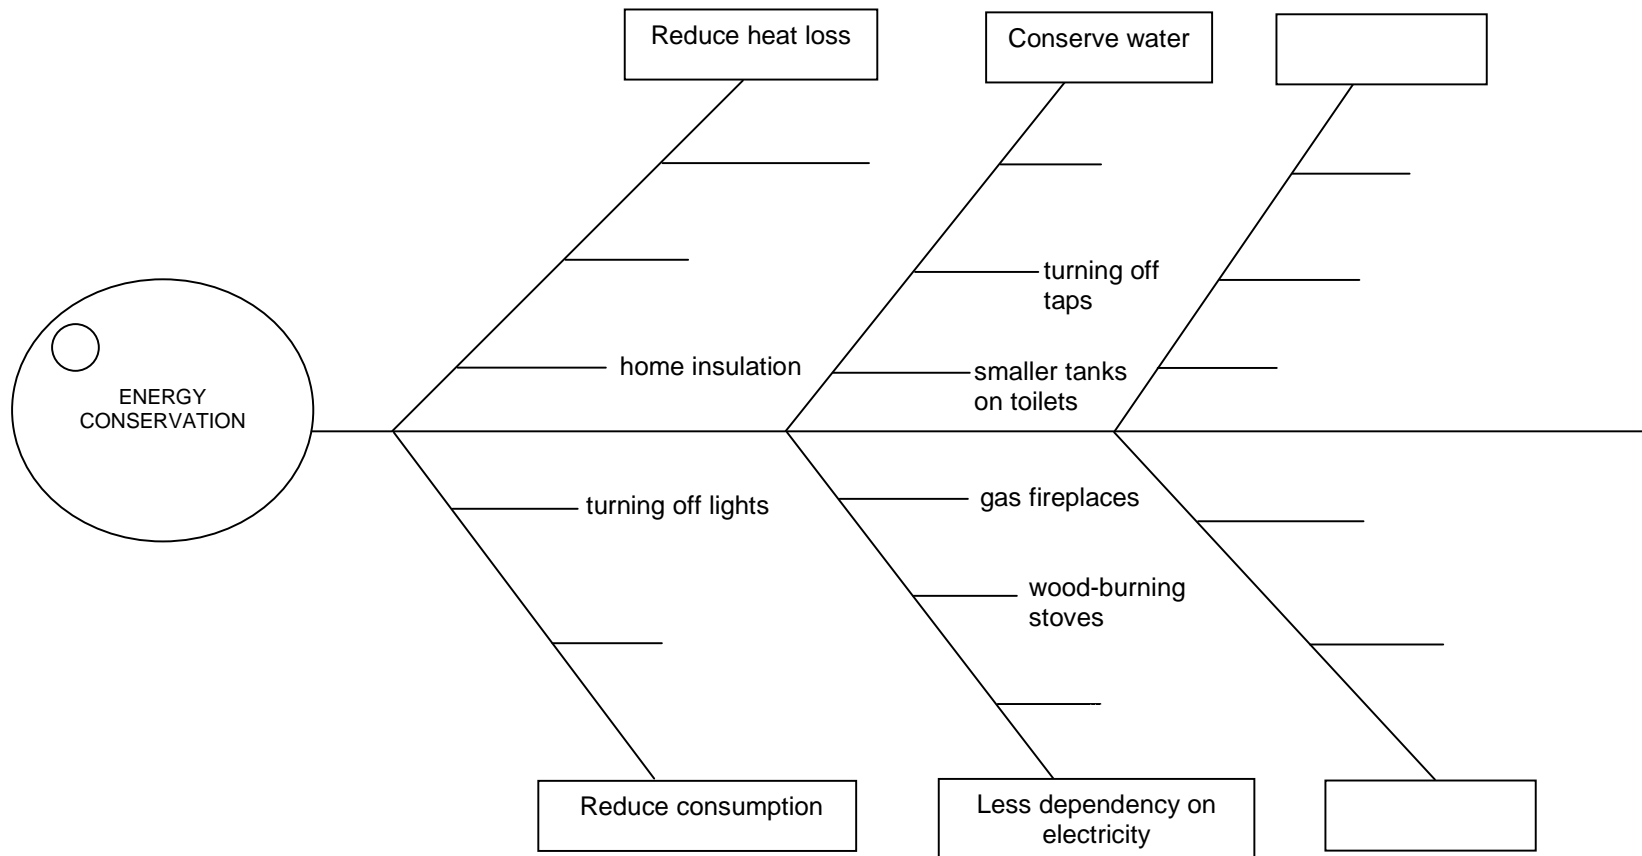 Reduce heat loss
Conserve water
turning off
taps
home insulation
smaller tanks
on toilets
ENERGY
CONSERVATION
turning off lights
gas fireplaces
wood-burning
stoves
Reduce consumption
Less dependency on
electricity